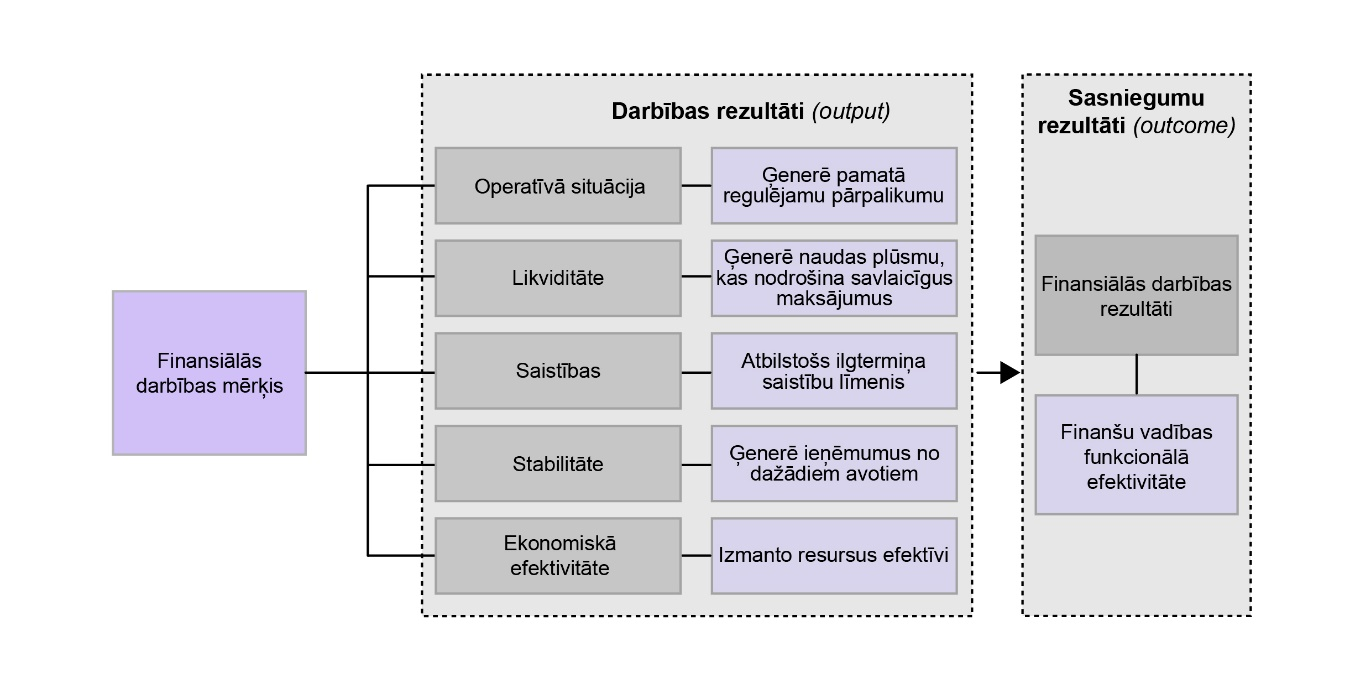 Finansiālās
darbības mērķis
Darbības rezultāti (output)
Operatīvā situācija
Ģenerē pamatā
regulējamu pārpalikumu
Likviditāte
Ģenerē naudas plūsmu,
kas nodrošina savlaicīgus
maksājumus
Saistības
Atbilstošs ilgtermiņa
saistību līmenis
Stabilitāte
Ģenerē ieņēmumus no
dažādiem avotiem
Ekonomiskā
efektivitāte
Izmanto resursus efektīvi
Sasniegumu
rezultāti (outcome)
Finansiālās darbības
rezultāti
Finanšu vadības
funkcionālā
efektivitāte